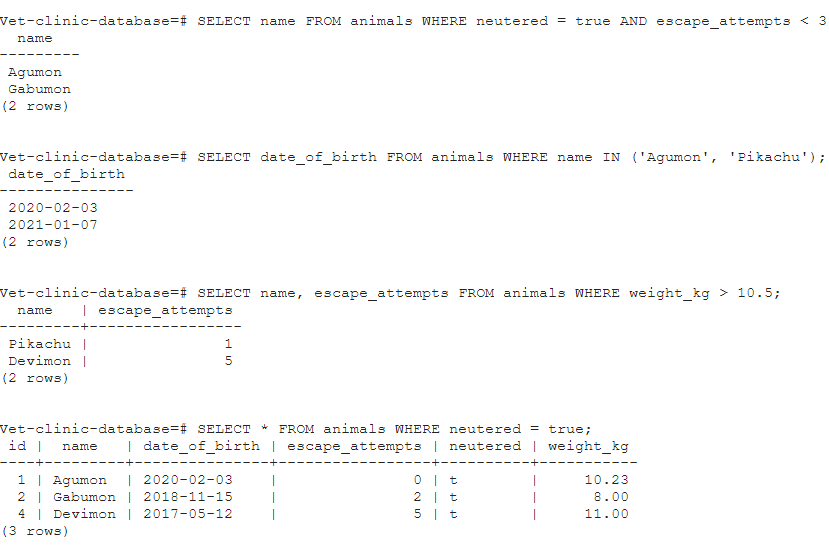 Vet-clinic-database=# SELECT name FROM animals WHERE neutered = true AND escape_attempts < 3
  name
---------
 Agumon
 Gabumon
(2 rows)
Vet-clinic-database=# SELECT date_of_birth FROM animals WHERE name IN ('Agumon', 'Pikachu');
 date_of_birth
---------------
 2020-02-03
 2021-01-07
(2 rows)
Vet-clinic-database=# SELECT name, escape_attempts FROM animals WHERE weight_kg > 10.5;
  name   | escape_attempts
---------+-----------------
 Pikachu |               1
 Devimon |               5
(2 rows)
Vet-clinic-database=# SELECT * FROM animals WHERE neutered = true;
 id |  name   | date_of_birth | escape_attempts | neutered | weight_kg
----+---------+---------------+-----------------+----------+-----------
  1 | Agumon  | 2020-02-03    |               0 | t        |     10.23
  2 | Gabumon | 2018-11-15    |               2 | t        |      8.00
  4 | Devimon | 2017-05-12    |               5 | t        |     11.00
(3 rows)